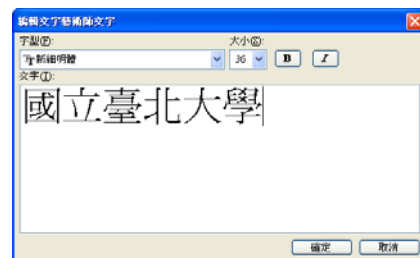 編輯文字藝術師文字
字型(F):
大小(S):
新細明體
36
B
I
文字(T):
國立臺北大學
確定
取消